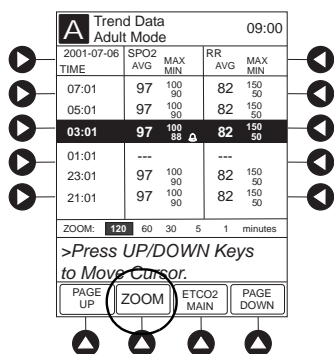 A Trend Data 09:00
Adult Mode
2001-07-06 SPO2 RR
TIME AVG MAX MIN AVG MAX MIN
07:01 97 100 90 82 150 50
05:01 97 100 90 82 150 50
03:01 97 100 88 82 150 50
01:01 --- ---
23:01 97 100 90 82 150 50
21:01 97 100 90 82 150 50
ZOOM: 120 60 30 5 1 minutes
>Press UP/DOWN Keys
to Move Cursor.
PAGE UP ZOOM ETCO2 MAIN PAGE DOWN